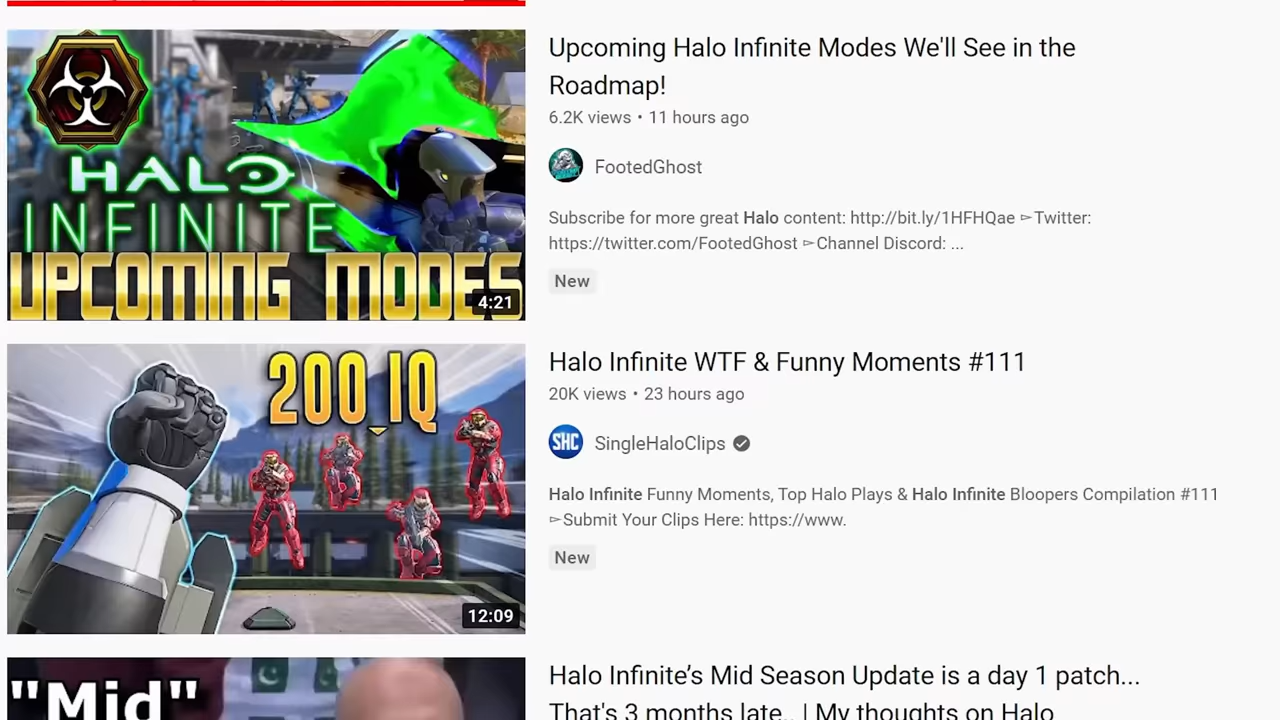 Upcoming Halo Infinite Modes We'll See in the
Roadmap!
6.2K views • 11 hours ago
FootedGhost
Subscribe for more great Halo content: http://bit.ly/1HFHQae ➛Twitter:
https://twitter.com/FootedGhost ➛Channel Discord: ...
New
HALO
INFINITE
UPCOMING MODES
4:21
Halo Infinite WTF & Funny Moments #111
20K views • 23 hours ago
SHC
SingleHaloClips
Halo Infinite Funny Moments, Top Halo Plays & Halo Infinite Bloopers Compilation #111
➛Submit Your Clips Here: https://www.
New
200 IQ
12:09
Halo Infinite’s Mid Season Update is a day 1 patch...
That's 3 months late.. | My thoughts on Halo
"Mid"